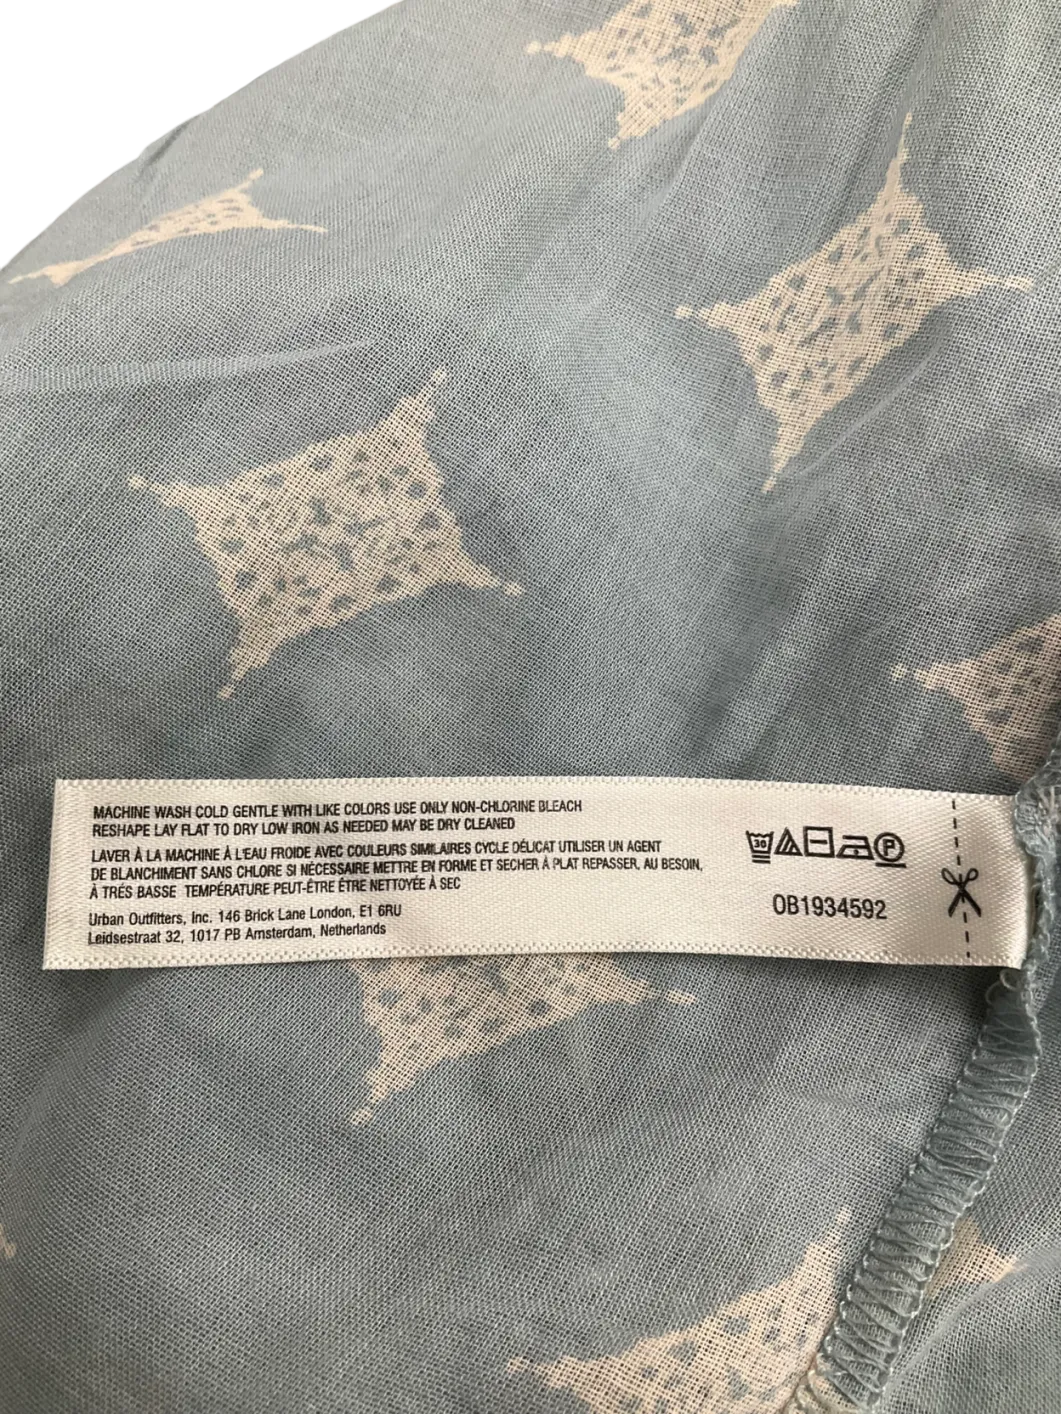 MACHINE WASH COLD GENTLE WITH LIKE COLORS USE ONLY NON-CHLORINE BLEACH
RESHAPE LAY FLAT TO DRY LOW IRON AS NEEDED MAY BE DRY CLEANED
LAVER À LA MACHINE À L'EAU FROIDE AVEC COULEURS SIMILAIRES CYCLE DÉLICAT UTILISER UN AGENT
DE BLANCHIMENT SANS CHLORE SI NÉCESSAIRE METTRE EN FORME ET SECHER À PLAT REPASSER, AU BESOIN,
À TRÉS BASSE TEMPÉRATURE PEUT-ÊTRE ÊTRE NETTOYÉE À SEC
Urban Outfitters, Inc. 146 Brick Lane London, E1 6RU
Leidsestraat 32, 1017 PB Amsterdam, Netherlands
30 P
OB1934592